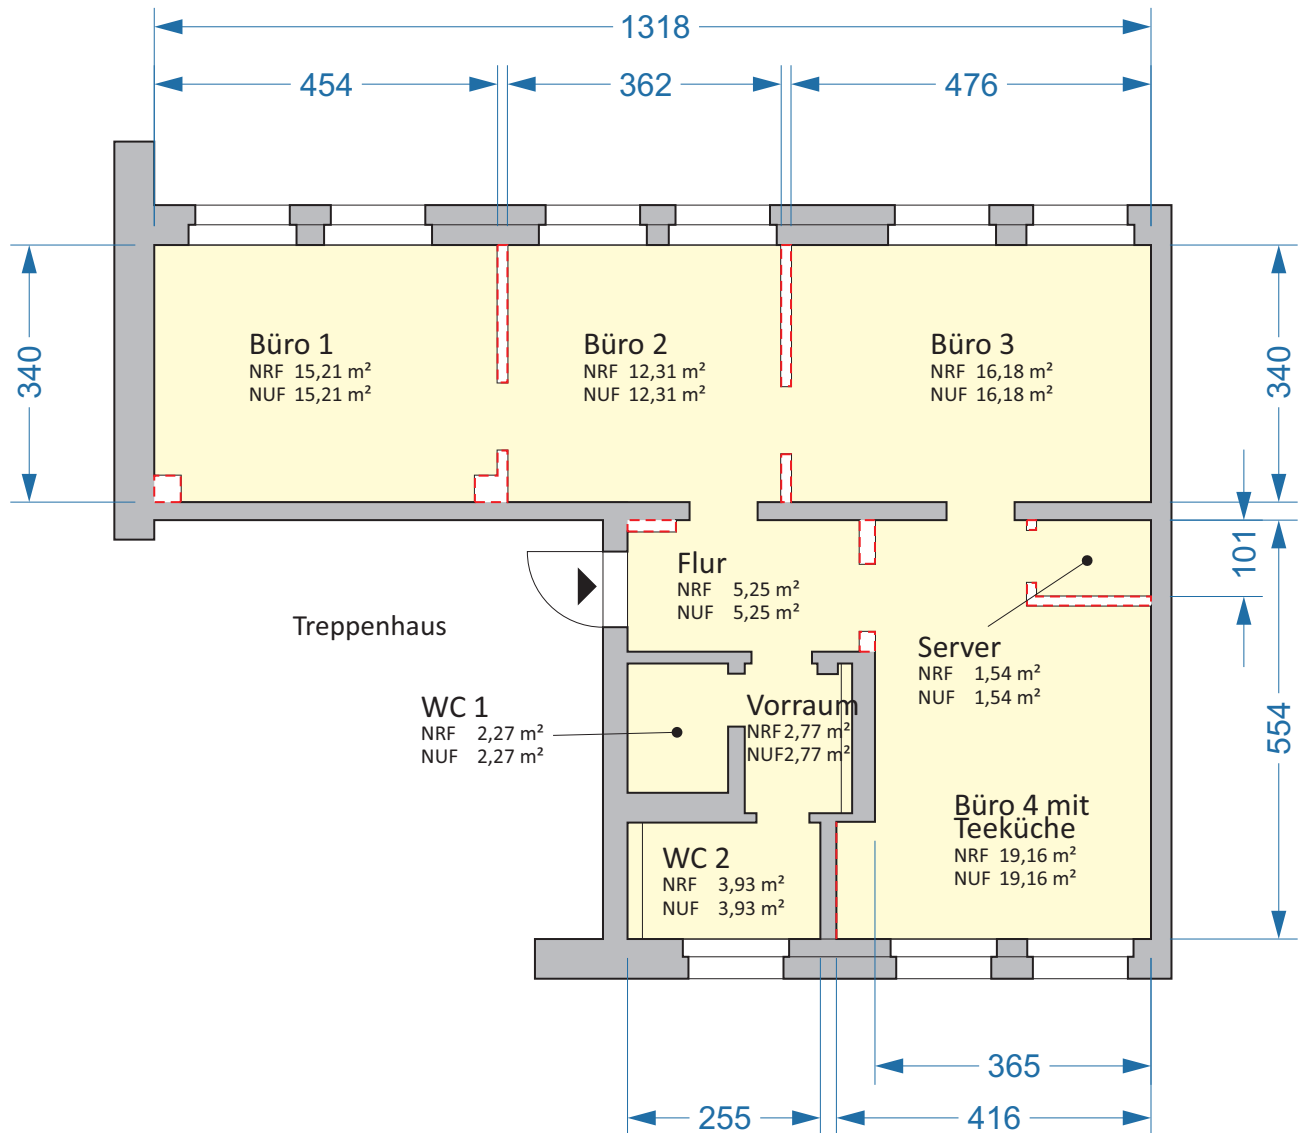 1318
454
362
476
340
340
Büro 1
NRF 15,21 m²
NUF 15,21 m²
Büro 2
NRF 12,31 m²
NUF 12,31 m²
Büro 3
NRF 16,18 m²
NUF 16,18 m²
101
Flur
NRF 5,25 m²
NUF 5,25 m²
Treppenhaus
Server
NRF 1,54 m²
NUF 1,54 m²
WC 1
NRF 2,27 m²
NUF 2,27 m²
Vorraum
NRF 2,77 m²
NUF 2,77 m²
554
Büro 4 mit
Teeküche
NRF 19,16 m²
NUF 19,16 m²
WC 2
NRF 3,93 m²
NUF 3,93 m²
365
255
416